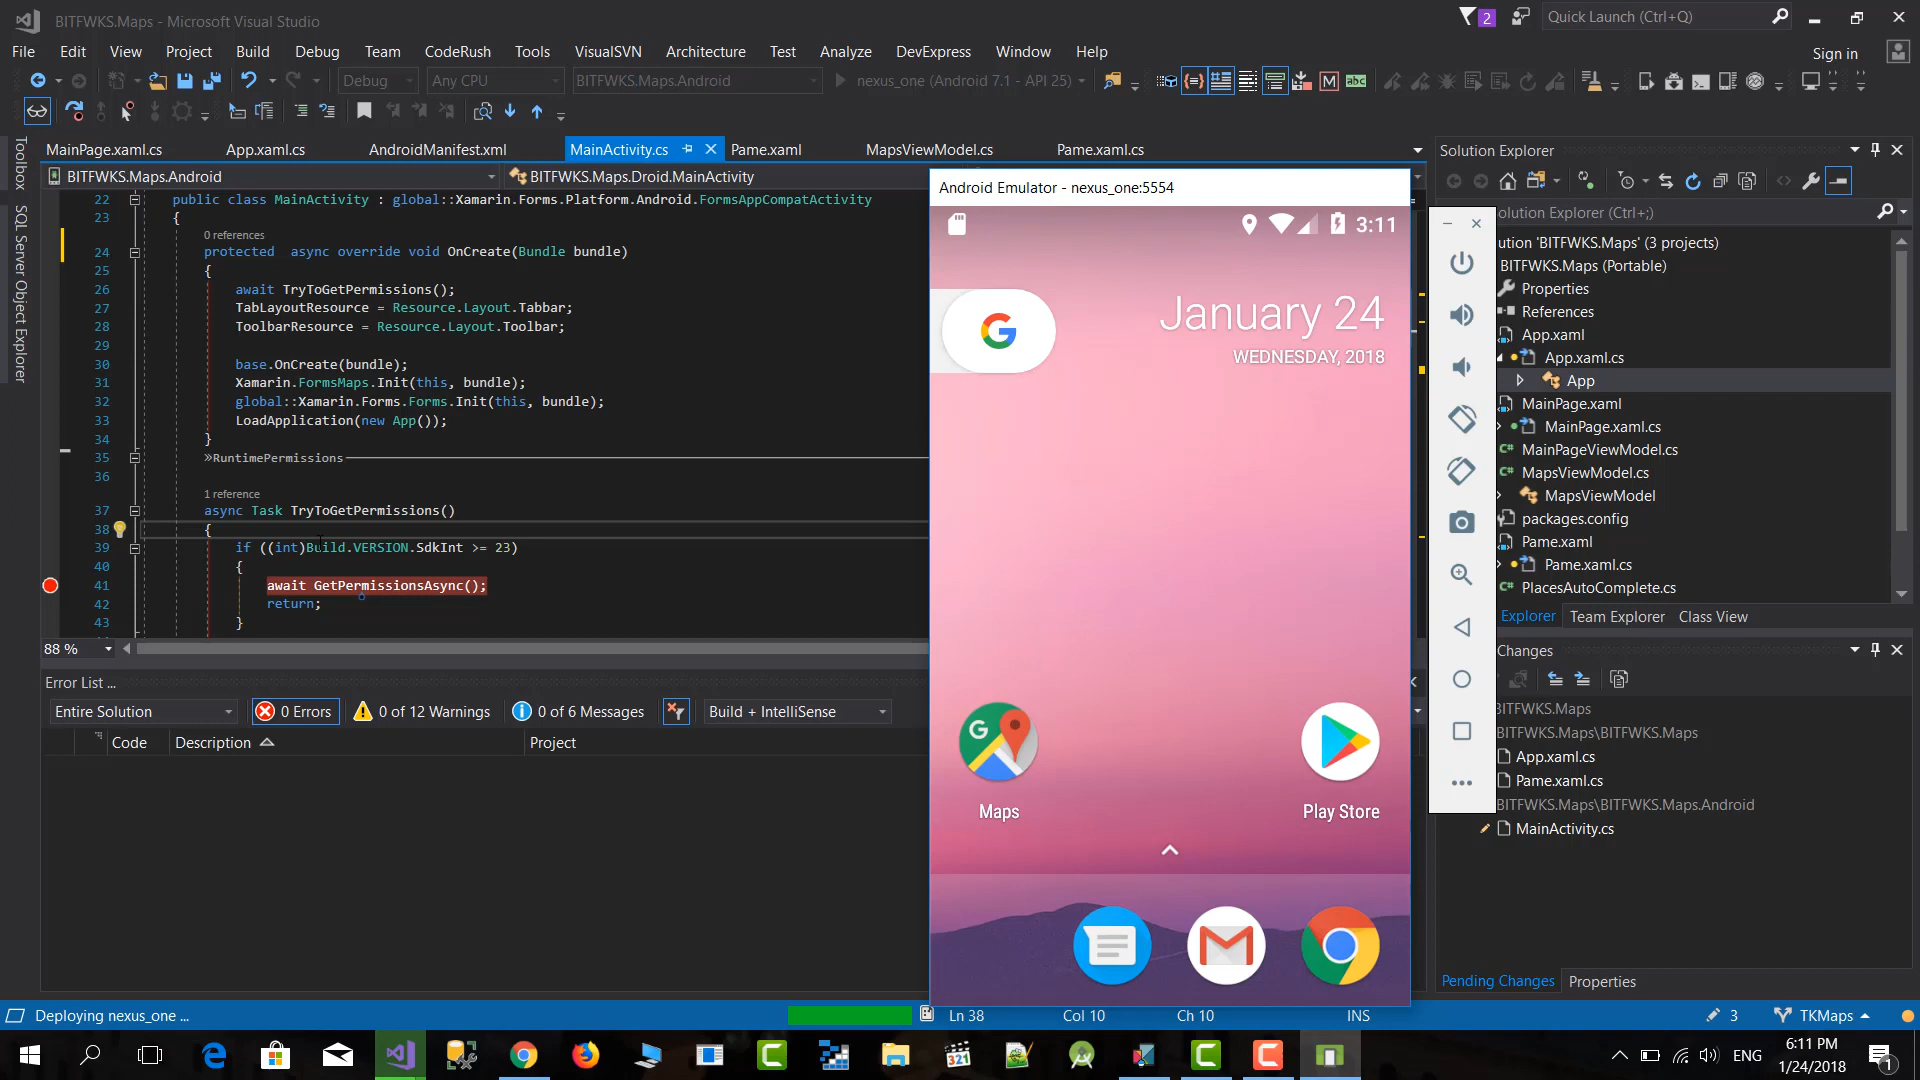 BITFWKS.Maps - Microsoft Visual Studio
2
Quick Launch (Ctrl+Q)
File Edit View Project Build Debug Team CodeRush Tools VisualSVN Architecture Test Analyze DevExpress Window Help
Sign in
Debug Any CPU BITFWKS.Maps.Android nexus_one (Android 7.1 - API 25)
M abc
Toolbox
SQL Server Object Explorer
MainPage.xaml.cs App.xaml.cs AndroidManifest.xml MainActivity.cs Pame.xaml MapsViewModel.cs Pame.xaml.cs
BITFWKS.Maps.Android BITFWKS.Maps.Droid.MainActivity
22 public class MainActivity : global::Xamarin.Forms.Platform.Android.FormsAppCompatActivity
23 {
0 references
24 protected async override void OnCreate(Bundle bundle)
25 {
26 await TryToGetPermissions();
27 TabLayoutResource = Resource.Layout.Tabbar;
28 ToolbarResource = Resource.Layout.Toolbar;
29
30 base.OnCreate(bundle);
31 Xamarin.FormsMaps.Init(this, bundle);
32 global::Xamarin.Forms.Forms.Init(this, bundle);
33 LoadApplication(new App());
34 }
35 »RuntimePermissions
36
1 reference
37 async Task TryToGetPermissions()
38 {
39 if ((int)Build.VERSION.SdkInt >= 23)
40 {
41 await GetPermissionsAsync();
42 return;
43 }
88 %
Error List ...
Entire Solution 0 Errors 0 of 12 Warnings 0 of 6 Messages Build + IntelliSense
Code Description Project
Android Emulator - nexus_one:5554
3:11
G
January 24
WEDNESDAY, 2018
G
Maps
Play Store
Solution Explorer
olution Explorer (Ctrl+;)
ution 'BITFWKS.Maps' (3 projects)
BITFWKS.Maps (Portable)
Properties
References
App.xaml
App.xaml.cs
App
MainPage.xaml
MainPage.xaml.cs
C# MainPageViewModel.cs
C# MapsViewModel.cs
MapsViewModel
packages.config
Pame.xaml
Pame.xaml.cs
C# PlacesAutoComplete.cs
Explorer Team Explorer Class View
Changes
BITFWKS.Maps
BITFWKS.Maps\BITFWKS.Maps
App.xaml.cs
Pame.xaml.cs
BITFWKS.Maps\BITFWKS.Maps.Android
MainActivity.cs
Pending Changes Properties
Deploying nexus_one ... Ln 38 Col 10 Ch 10 INS 3 TKMaps
321
ENG
6:11 PM
1/24/2018
1